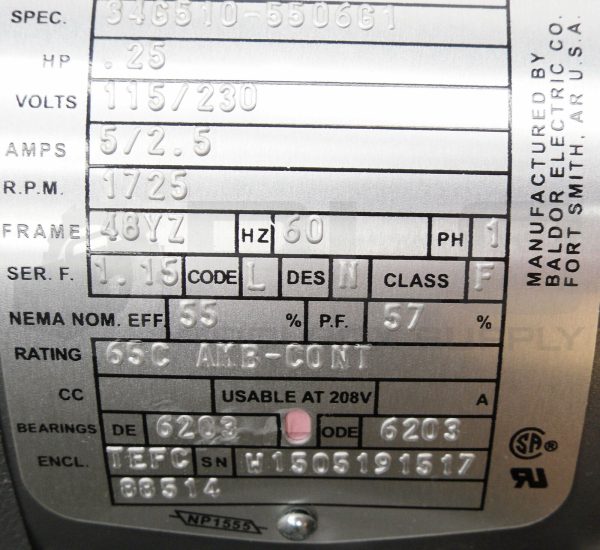 SPEC. 34G510-5506G1
HP .25
VOLTS 115/230
AMPS 5/2.5
R.P.M. 1725
FRAME 48YZ HZ 60 PH 1
SER. F. 1.15 CODE L DES N CLASS F
NEMA NOM. EFF. 55 % P.F. 57 %
RATING 65C AMB-CONT
CC USABLE AT 208V A
BEARINGS DE 6203 ODE 6203
ENCL. TEFC SN W1505191517
88514
NP1555
MANUFACTURED BY
BALDOR ELECTRIC CO.
FORT SMITH, AR U.S.A.
SA ®